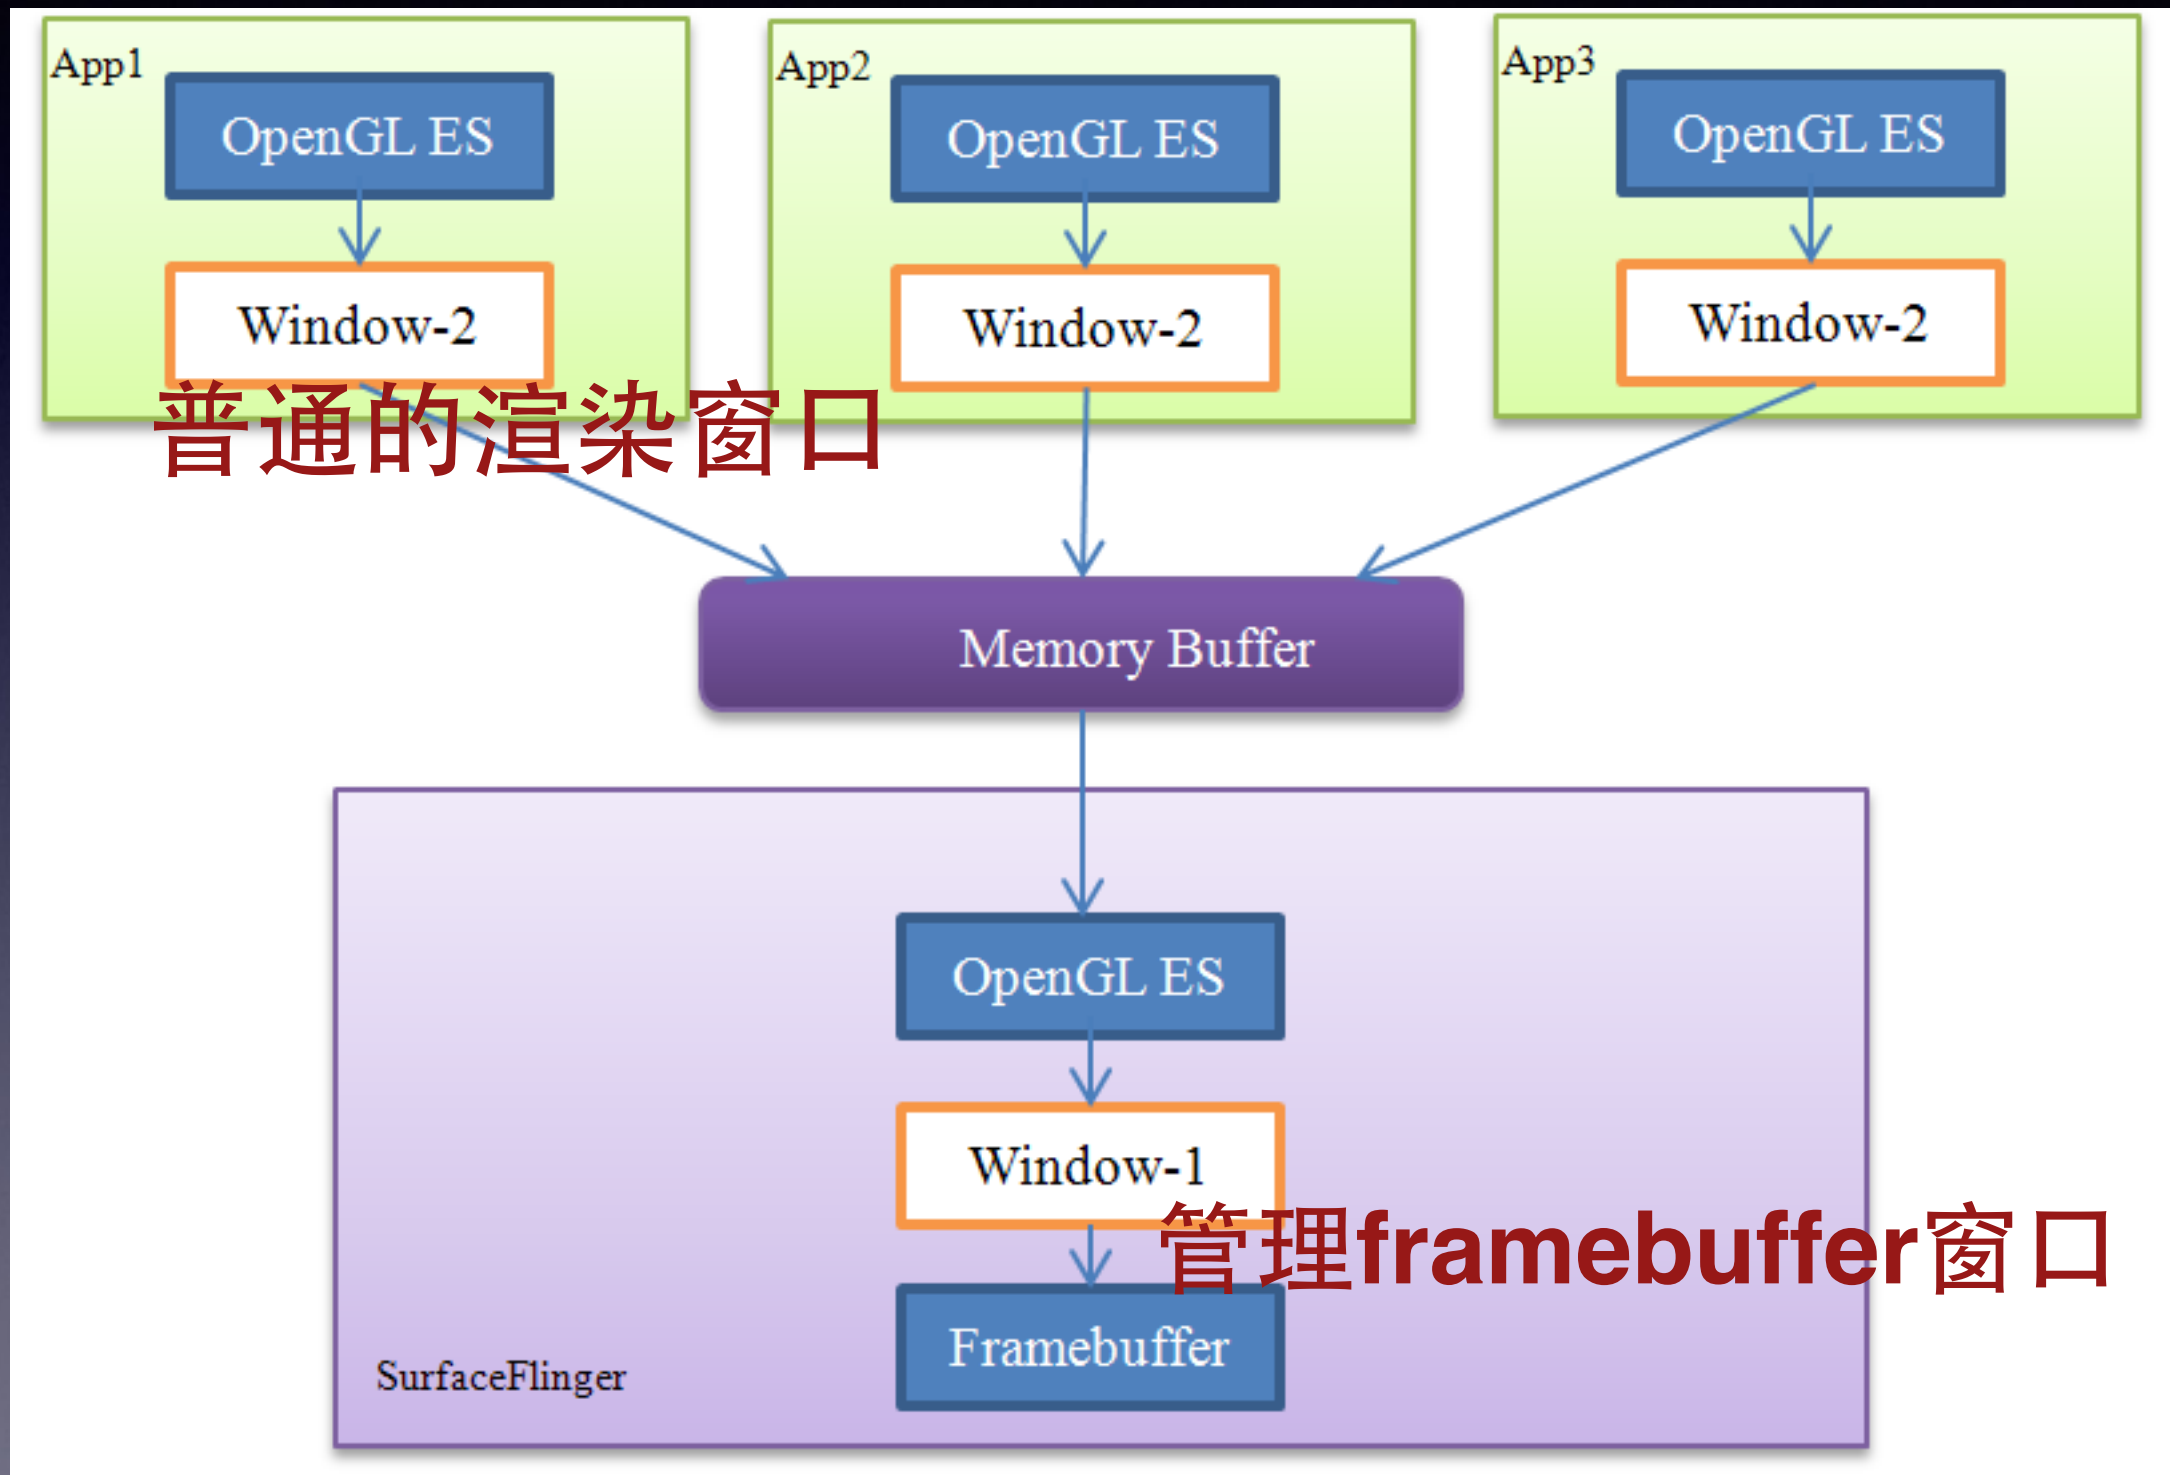 App1
OpenGL ES
Window-2
App2
OpenGL ES
Window-2
App3
OpenGL ES
Window-2
普通的渲染窗口
Memory Buffer
OpenGL ES
Window-1
管理framebuffer窗口
Framebuffer
SurfaceFlinger